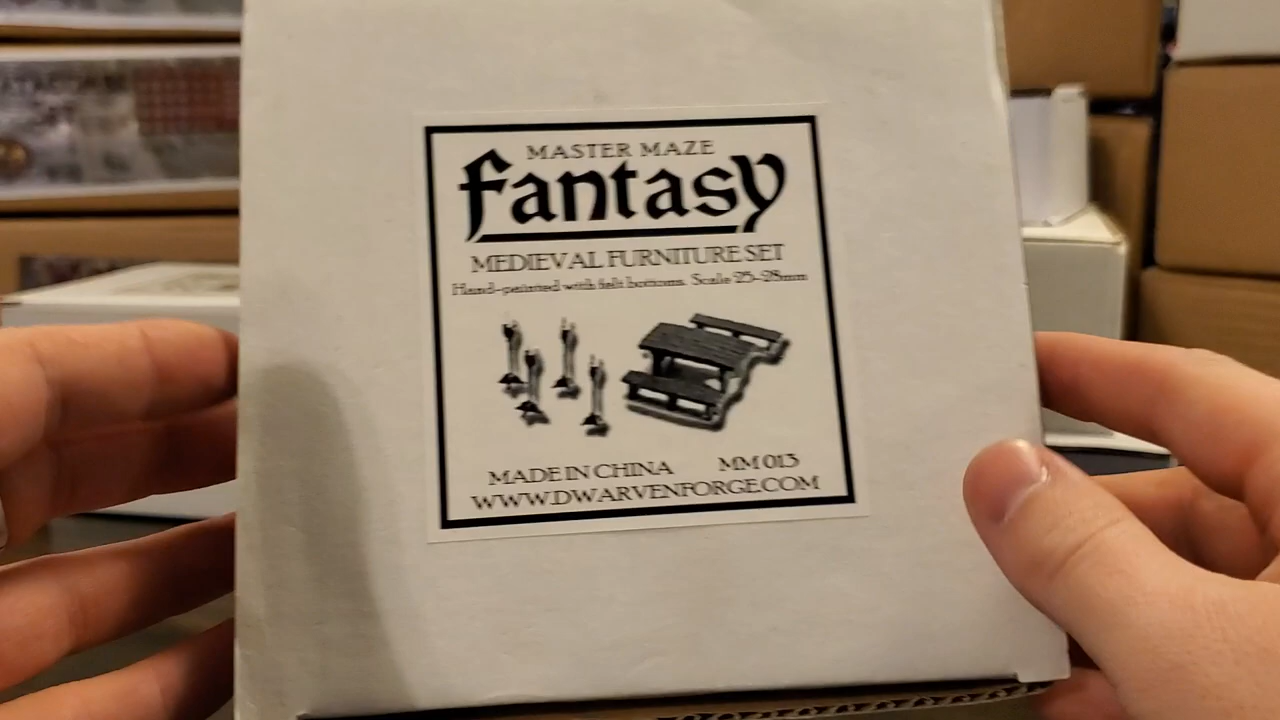 MASTER MAZE
fantasy
MEDIEVAL FURNITURE SET
Hand-painted with felt bottoms. Scale 25-28mm
MADE IN CHINA MM 013
WWW.DWARVENFORGE.COM